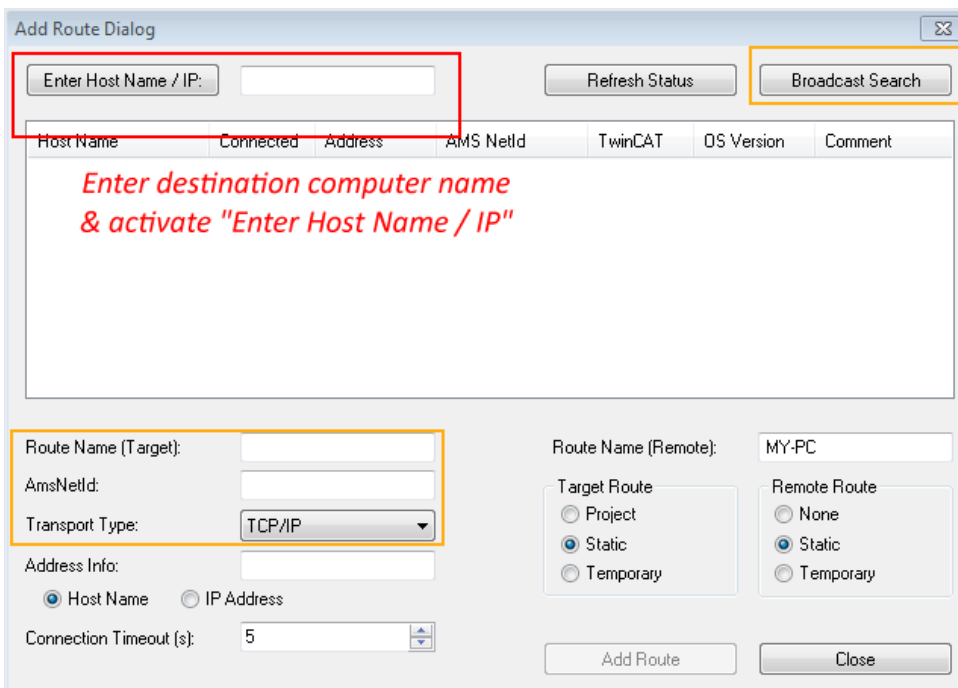 Add Route Dialog
Enter Host Name / IP:
Refresh Status
Broadcast Search
Host Name Connected Address AMS NetId TwinCAT OS Version Comment
Enter destination computer name
& activate "Enter Host Name / IP"
Route Name (Target):
Route Name (Remote): MY-PC
AmsNetId:
Target Route
Remote Route
Transport Type: TCP/IP
Project
None
Static
Static
Address Info:
Temporary
Temporary
Host Name IP Address
Connection Timeout (s): 5
Add Route
Close